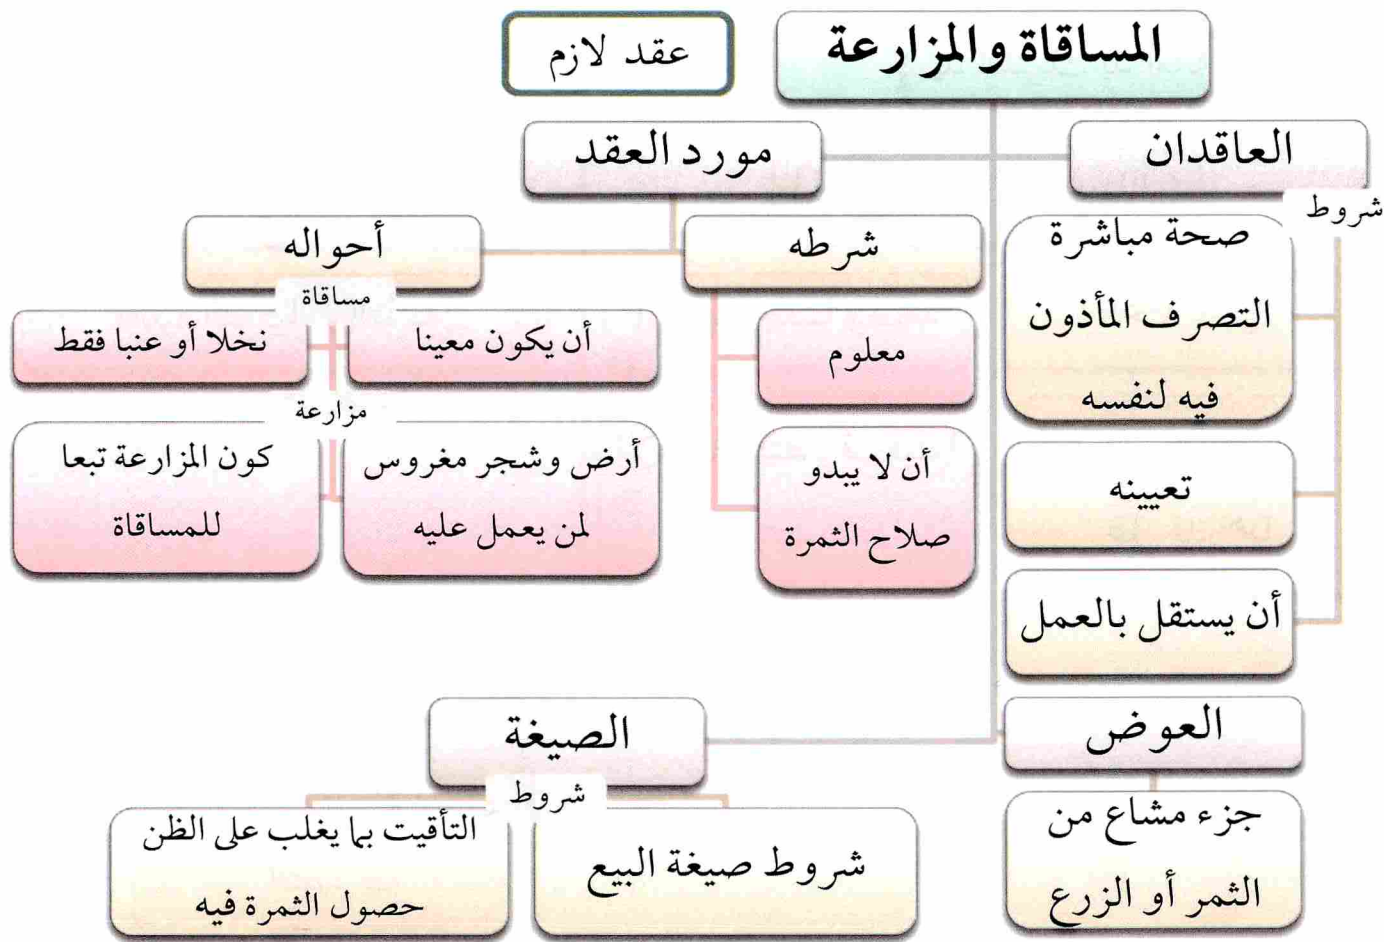 المساقاة والمزارعة
عقد لازم
العاقدان
شروط
صحة مباشرة
التصرف المأذون
فيه لنفسه
تعيينه
أن يستقل بالعمل
مورد العقد
شرطه
معلوم
أن لا يبدو
صلاح الثمرة
أحواله
مساقاة
أن يكون معينا
نخلا أو عنبا فقط
مزارعة
أرض وشجر مغروس
لمن يعمل عليه
كون المزارعة تبعا
للمساقاة
العوض
جزء مشاع من
الثمر أو الزرع
الصيغة
شروط
شروط صيغة البيع
التأقيت بما يغلب على الظن
حصول الثمرة فيه